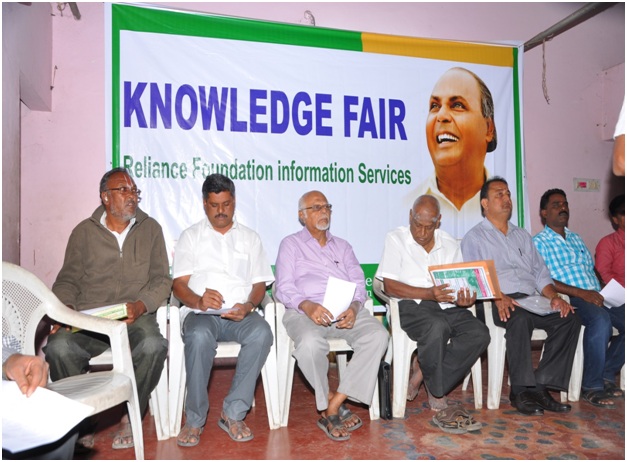 KNOWLEDGE FAIR
Reliance Foundation information Services